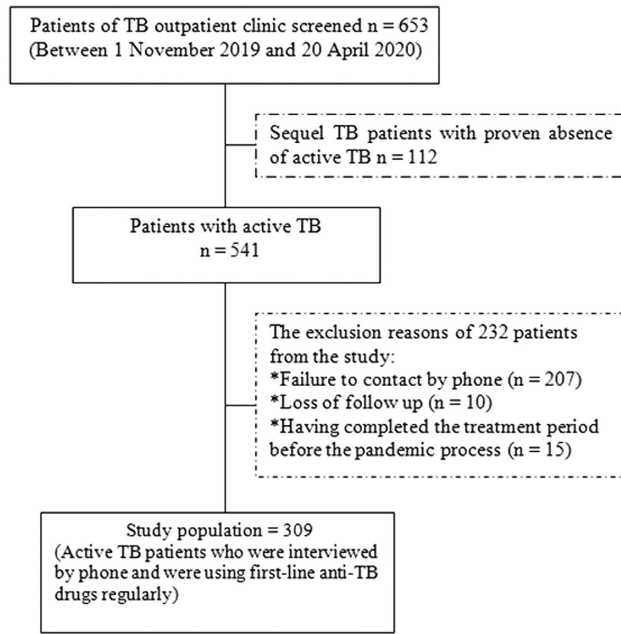 Patients of TB outpatient clinic screened n = 653
(Between 1 November 2019 and 20 April 2020)
Sequel TB patients with proven absence
of active TB n = 112
Patients with active TB
n = 541
The exclusion reasons of 232 patients
from the study:
*Failure to contact by phone (n = 207)
*Loss of follow up (n = 10)
*Having completed the treatment period
before the pandemic process (n = 15)
Study population = 309
(Active TB patients who were interviewed
by phone and were using first-line anti-TB
drugs regularly)